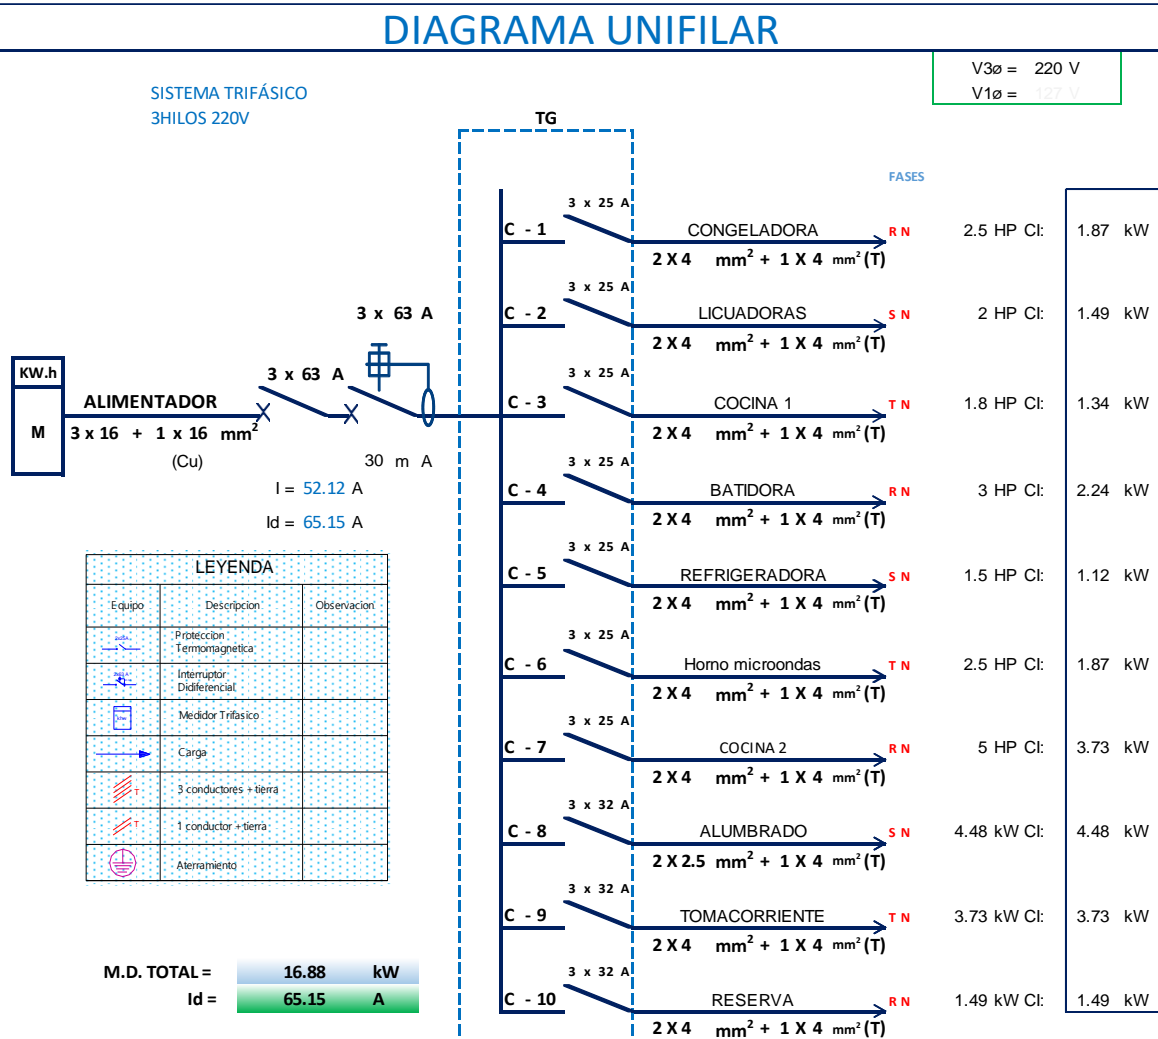 DIAGRAMA UNIFILAR
V3ø = 220 V
V1ø = 127 V
SISTEMA TRIFÁSICO
3HILOS 220V
TG
FASES
3 x 25 A
C - 1 CONGELADORA R N 2.5 HP CI: 1.87 kW
2 X 4 mm² + 1 X 4 mm² (T)
3 x 25 A
C - 2 LICUADORAS S N 2 HP CI: 1.49 kW
2 X 4 mm² + 1 X 4 mm² (T)
3 x 63 A
KW.h
M
3 x 63 A
ALIMENTADOR
3 x 16 + 1 x 16 mm²
(Cu)
30 m A
I = 52.12 A
Id = 65.15 A
3 x 25 A
C - 3 COCINA 1 T N 1.8 HP CI: 1.34 kW
2 X 4 mm² + 1 X 4 mm² (T)
3 x 25 A
C - 4 BATIDORA R N 3 HP CI: 2.24 kW
2 X 4 mm² + 1 X 4 mm² (T)
3 x 25 A
C - 5 REFRIGERADORA S N 1.5 HP CI: 1.12 kW
2 X 4 mm² + 1 X 4 mm² (T)
3 x 25 A
C - 6 Horno microondas T N 2.5 HP CI: 1.87 kW
2 X 4 mm² + 1 X 4 mm² (T)
3 x 25 A
C - 7 COCINA 2 R N 5 HP CI: 3.73 kW
2 X 4 mm² + 1 X 4 mm² (T)
3 x 32 A
C - 8 ALUMBRADO S N 4.48 kW CI: 4.48 kW
2 X 2.5 mm² + 1 X 4 mm² (T)
3 x 32 A
C - 9 TOMACORRIENTE T N 3.73 kW CI: 3.73 kW
2 X 4 mm² + 1 X 4 mm² (T)
3 x 32 A
C - 10 RESERVA R N 1.49 kW CI: 1.49 kW
2 X 4 mm² + 1 X 4 mm² (T)
LEYENDA
Equipo Descripcion Observacion
2x25A
Proteccion
Termomagnetica
2x63 A
Interruptor
Didiferencial
Medidor Trifasico
Carga
T 3 conductores + tierra
T 1 conductor + tierra
Aterramiento
M.D. TOTAL = 16.88 kW
Id = 65.15 A